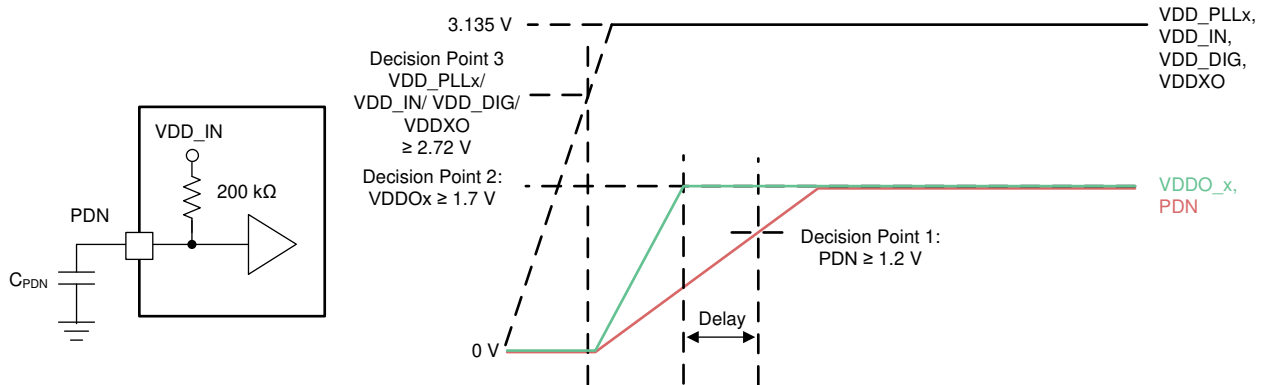 VDD_IN
200 kΩ
PDN
CPDN
3.135 V
Decision Point 3
VDD_PLLx/
VDD_IN/ VDD_DIG/
VDDXO
≥ 2.72 V
Decision Point 2:
VDDOx ≥ 1.7 V
0 V
Delay
Decision Point 1:
PDN ≥ 1.2 V
VDD_PLLx,
VDD_IN,
VDD_DIG,
VDDXO
VDDO_x,
PDN